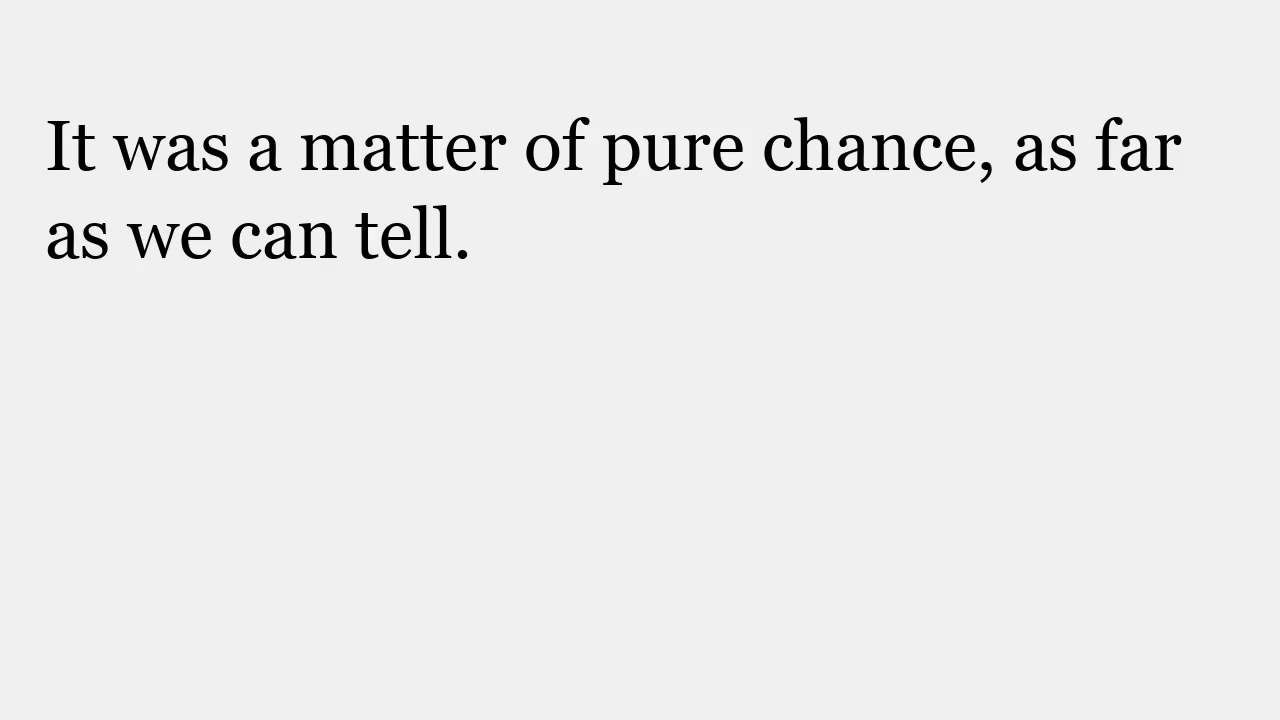 It was a matter of pure chance, as far
as we can tell.